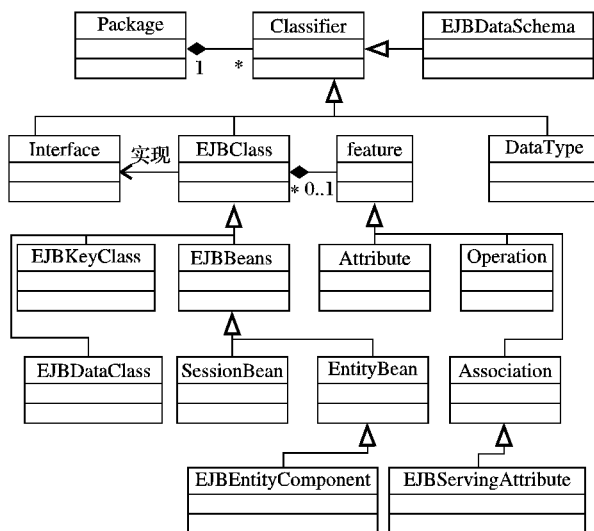 Package
Classifier
EJBDataSchema
1
*
Interface
实现
EJBClass
feature
DataType
* 0..1
EJBKeyClass
EJBBeans
Attribute
Operation
EJBDataClass
SessionBean
EntityBean
Association
EJBEntityComponent
EJBServingAttribute